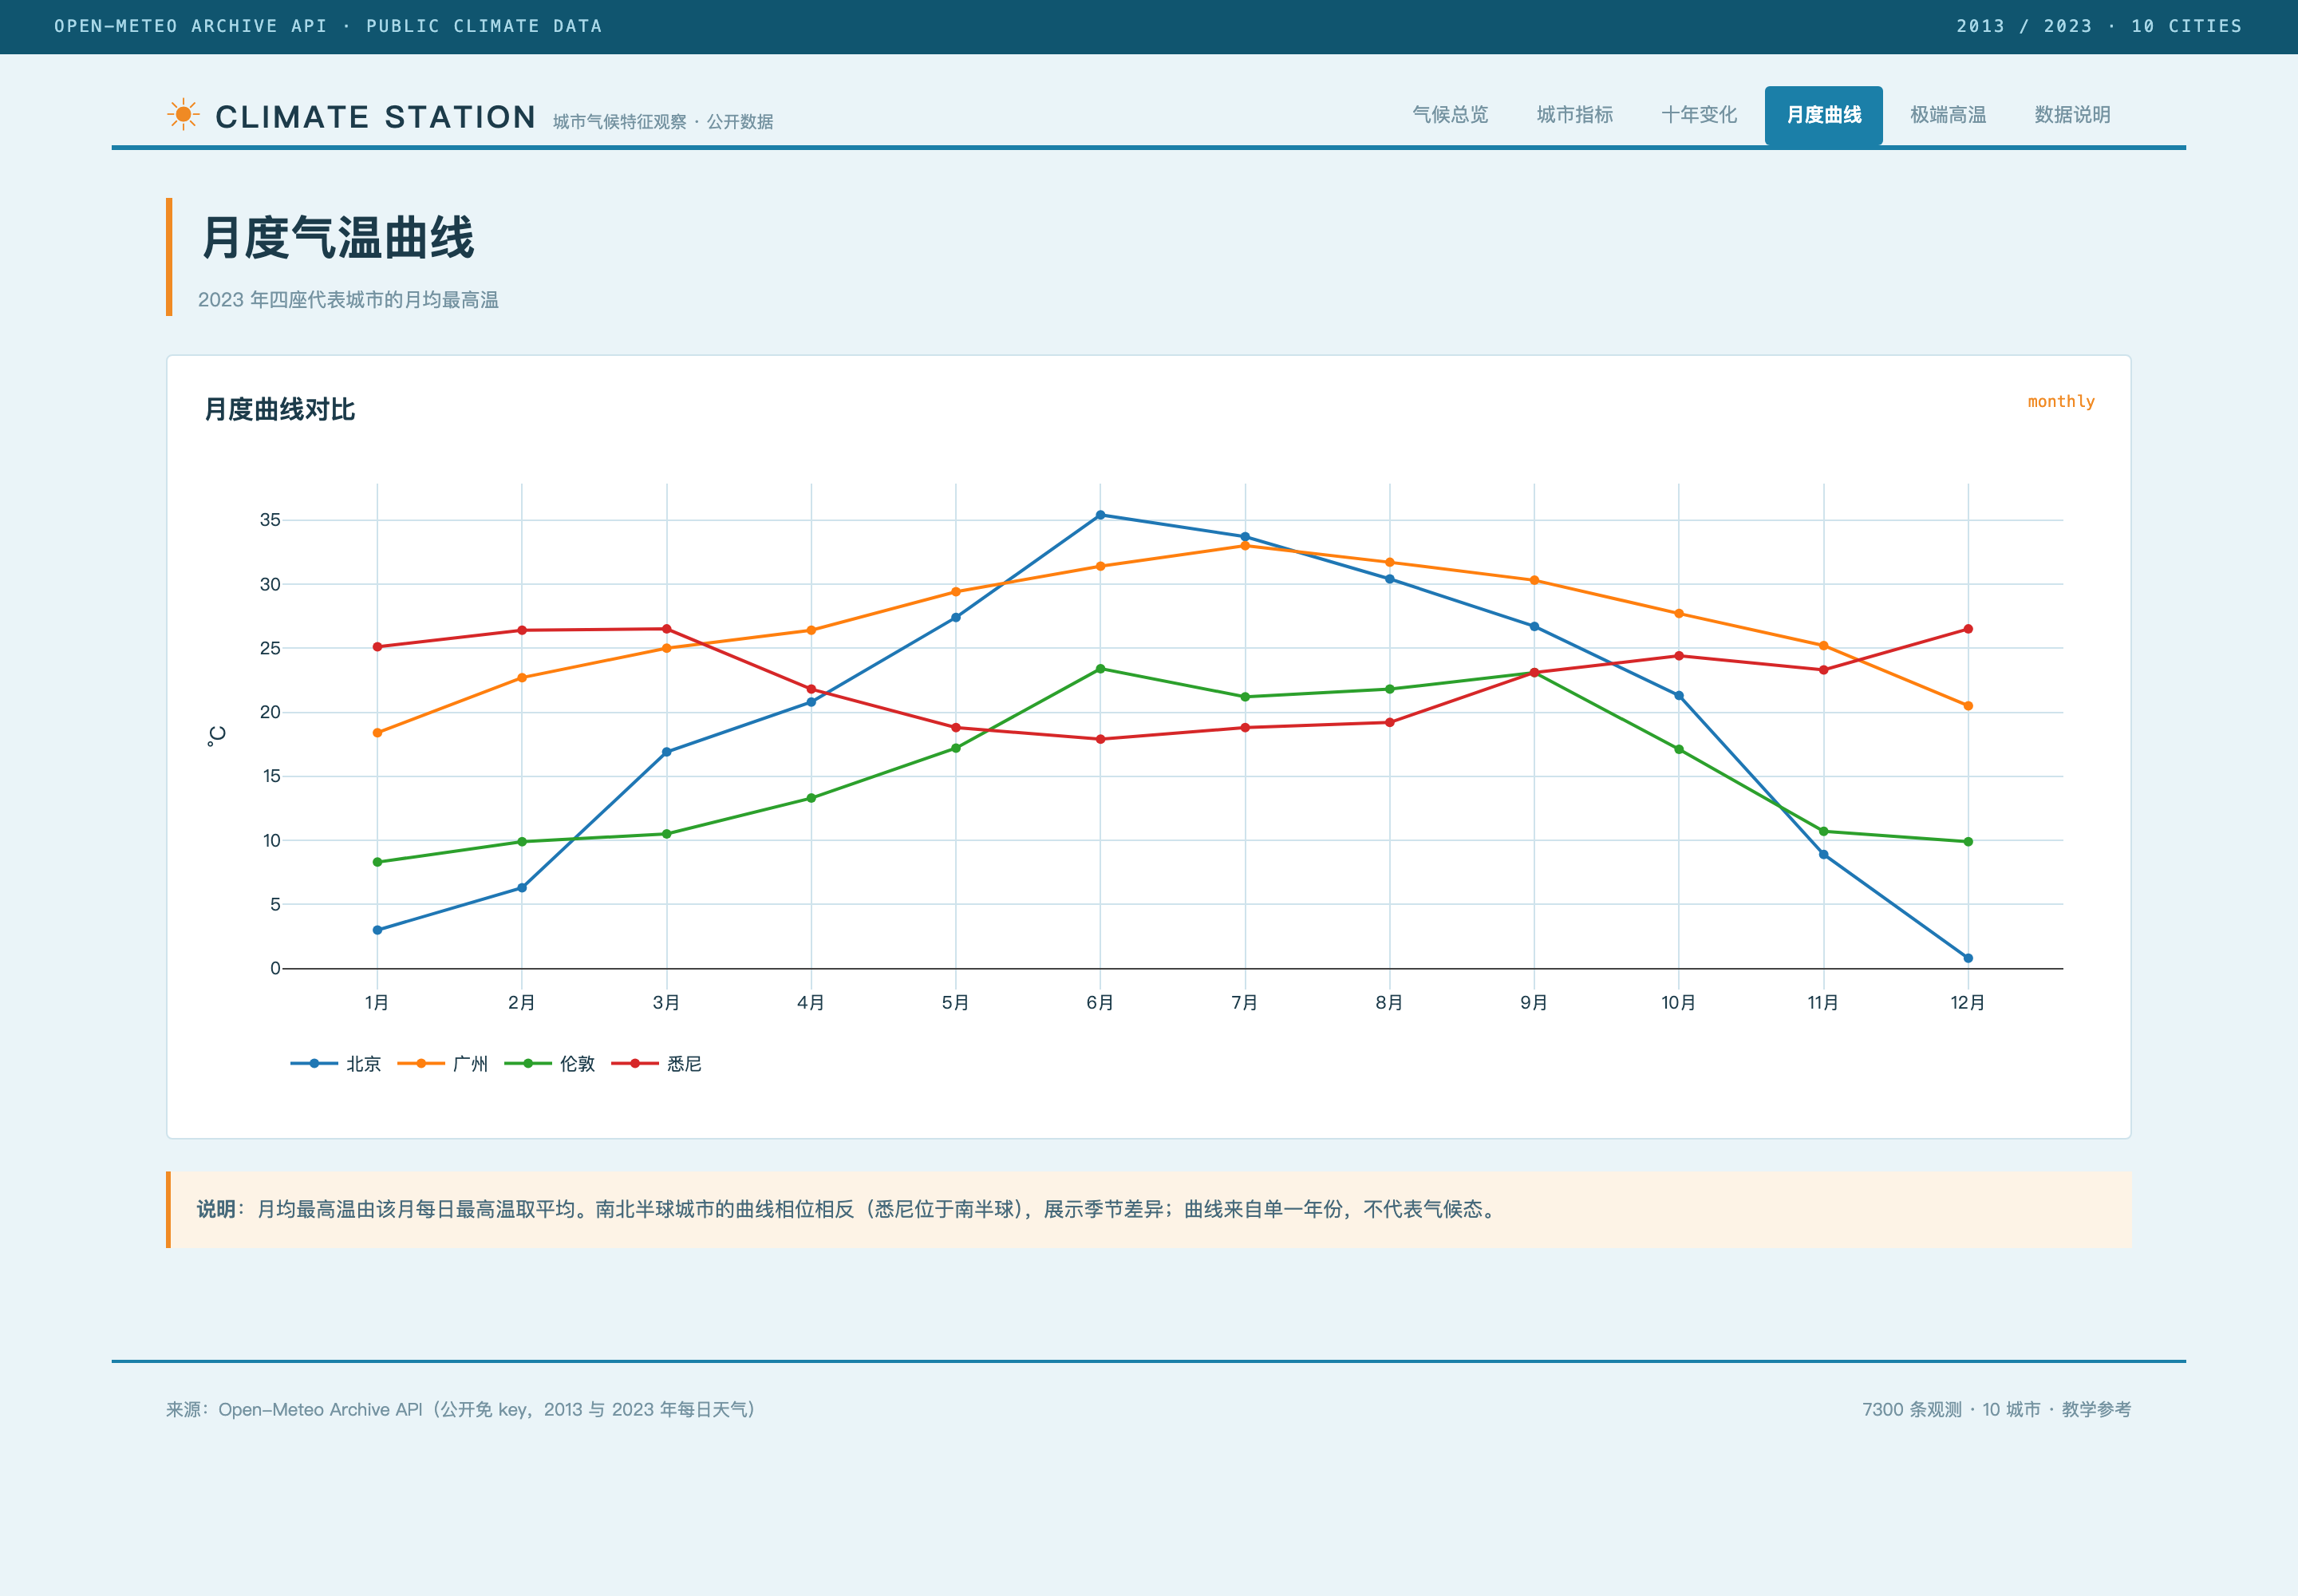 OPEN-METEO ARCHIVE API · PUBLIC CLIMATE DATA
2013 / 2023 · 10 CITIES
CLIMATE STATION 城市气候特征观察 · 公开数据
气候总览 城市指标 十年变化 月度曲线 极端高温 数据说明
月度气温曲线
2023 年四座代表城市的月均最高温
月度曲线对比
monthly
35
30
25
20
15
10
5
0
°C
1月 2月 3月 4月 5月 6月 7月 8月 9月 10月 11月 12月
北京 广州 伦敦 悉尼
说明：月均最高温由该月每日最高温取平均。南北半球城市的曲线相位相反（悉尼位于南半球），展示季节差异；曲线来自单一年份，不代表气候态。
来源：Open-Meteo Archive API（公开免 key，2013 与 2023 年每日天气）
7300 条观测 · 10 城市 · 教学参考